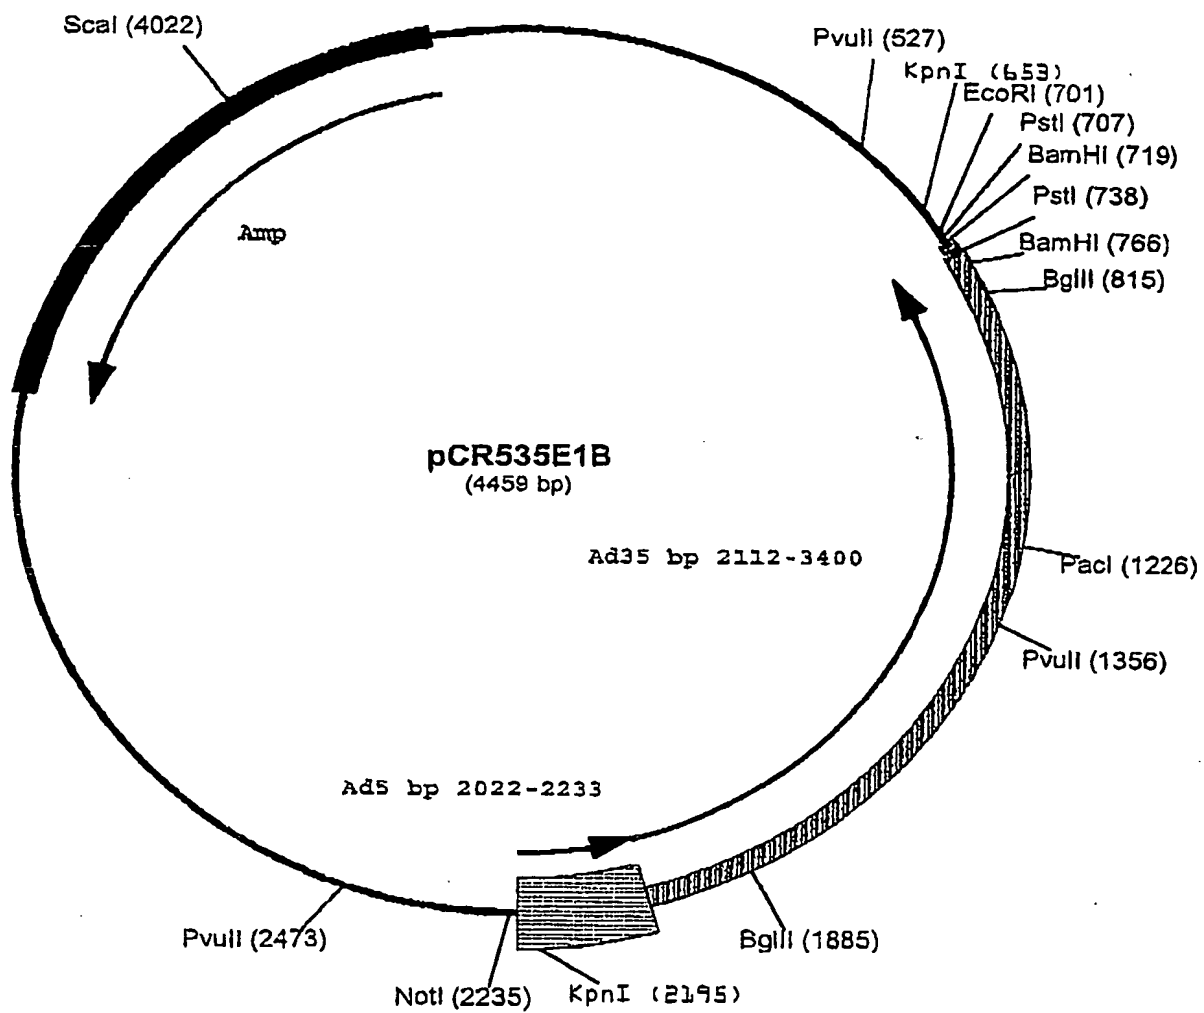 ScaI (4022)
PvuII (527)
KpnI (653)
EcoRI (701)
PstI (707)
BamHI (719)
PstI (738)
BamHI (766)
BglII (815)
Amp
pCR535E1B
(4459 bp)
Ad35 bp 2112-3400
PacI (1226)
PvuII (1356)
Ad5 bp 2022-2233
PvuII (2473)
BglII (1885)
NotI (2235)
KpnI (2195)